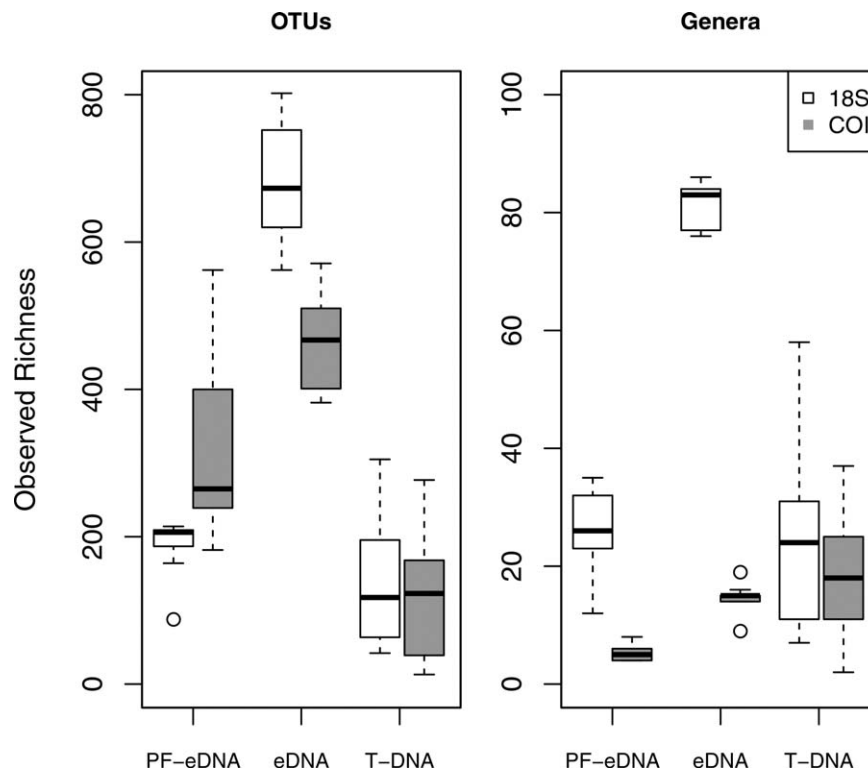 OTUs
Genera
Observed Richness
800
600
400
200
0
PF-eDNA
eDNA
T-DNA
100
80
60
40
20
0
18S
COI
PF-eDNA
eDNA
T-DNA